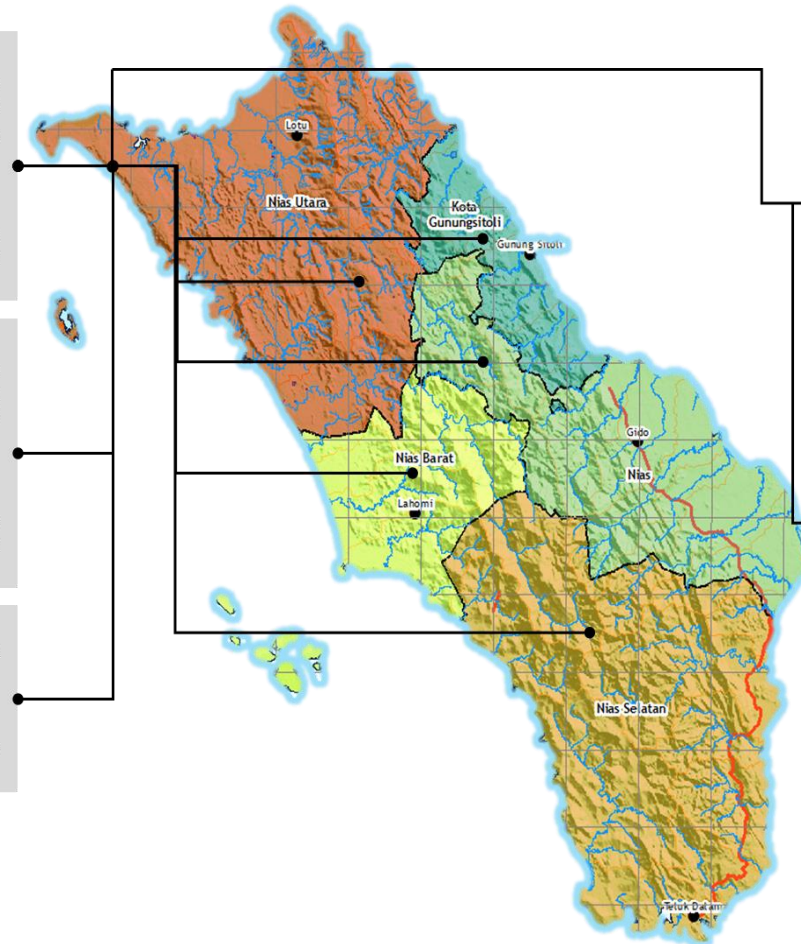 Lotu
Nias Utara
Kota
Gunungsitoli
Gunung Sitoli
Gido
Nias Barat
Nias
Lahomi
Nias Selatan
Teluk Dalam